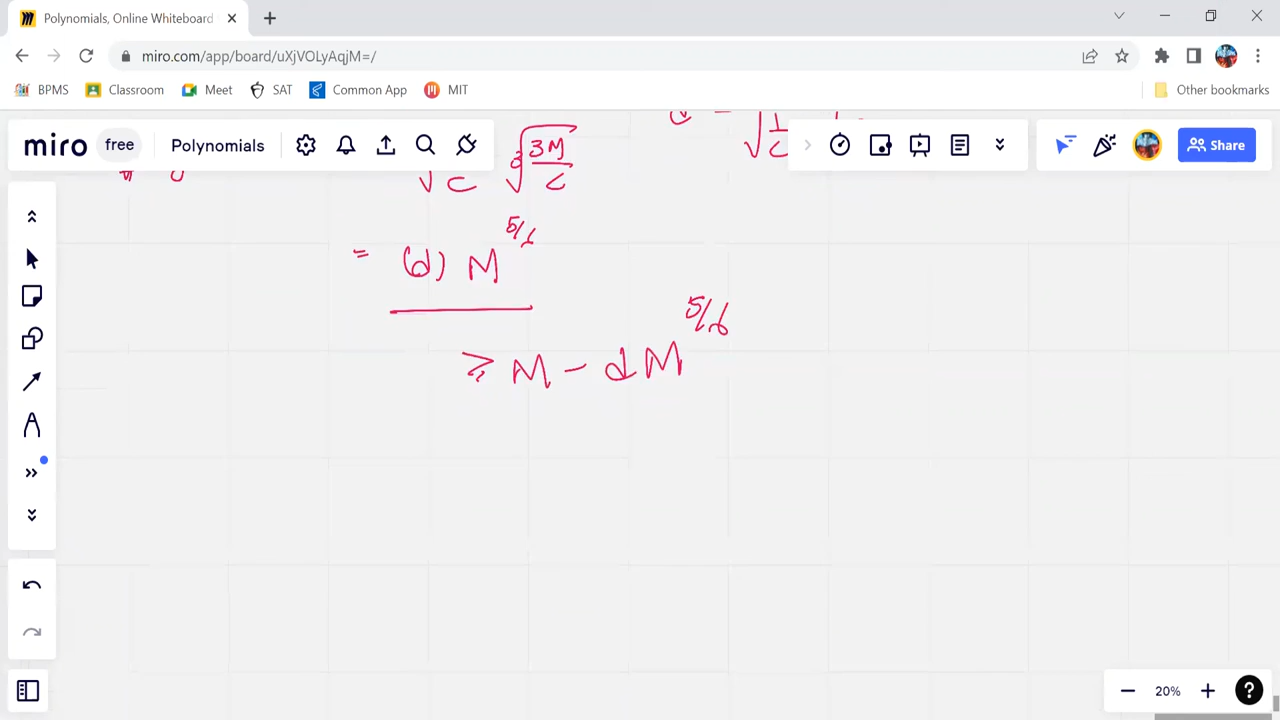 Polynomials, Online Whiteboard
miro.com/app/board/uXjVOLyAqjM=/
BPMS Classroom Meet SAT Common App MIT Other bookmarks
miro free Polynomials Share
√C ∛(3M/C)
= (d) M^5/6
≥ M - dM^5/6
20%